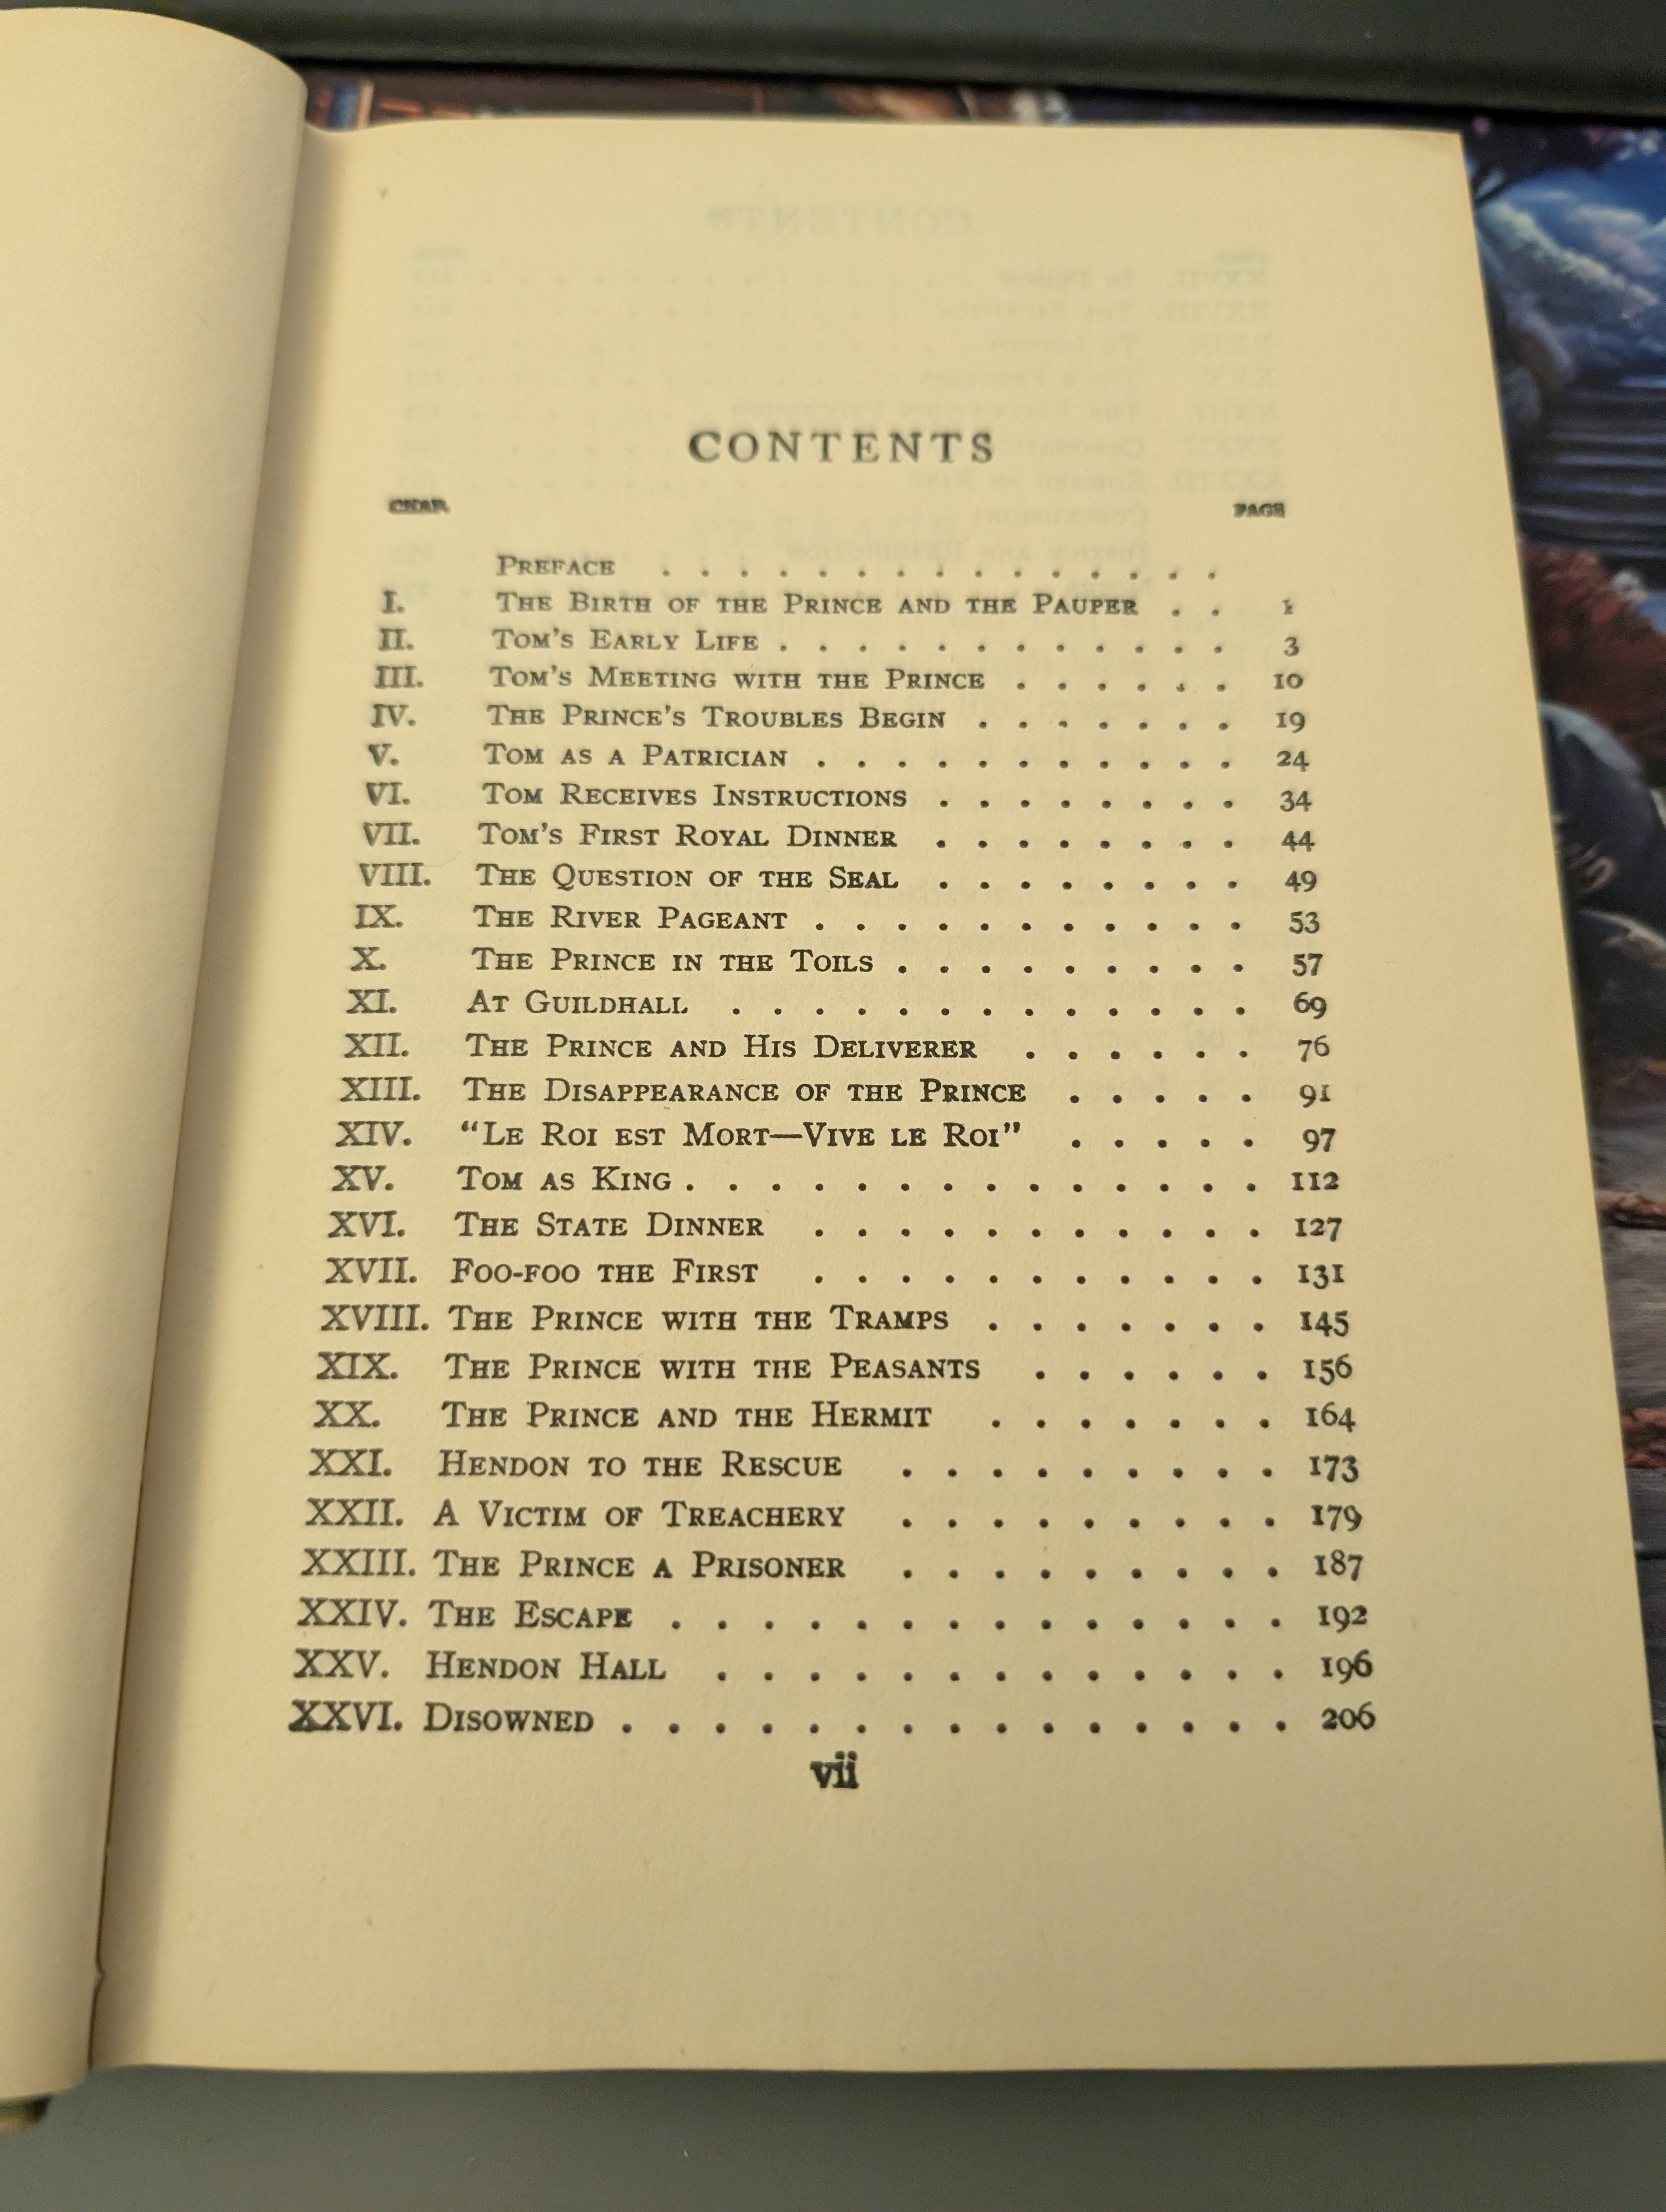 CONTENTS
CHAP. PAGE
PREFACE . . . . . . . . . . . . . . .
I. THE BIRTH OF THE PRINCE AND THE PAUPER . . 1
II. TOM'S EARLY LIFE . . . . . . . . . . . . 3
III. TOM'S MEETING WITH THE PRINCE . . . . . . 10
IV. THE PRINCE'S TROUBLES BEGIN . . . . . . . 19
V. TOM AS A PATRICIAN . . . . . . . . . . . 24
VI. TOM RECEIVES INSTRUCTIONS . . . . . . . . 34
VII. TOM'S FIRST ROYAL DINNER . . . . . . . . 44
VIII. THE QUESTION OF THE SEAL . . . . . . . . 49
IX. THE RIVER PAGEANT . . . . . . . . . . . 53
X. THE PRINCE IN THE TOILS . . . . . . . . . 57
XI. AT GUILDHALL . . . . . . . . . . . . . 69
XII. THE PRINCE AND HIS DELIVERER . . . . . . 76
XIII. THE DISAPPEARANCE OF THE PRINCE . . . . . 91
XIV. “LE ROI EST MORT—VIVE LE ROI” . . . . . 97
XV. TOM AS KING . . . . . . . . . . . . . . 112
XVI. THE STATE DINNER . . . . . . . . . . . 127
XVII. FOO-FOO THE FIRST . . . . . . . . . . . 131
XVIII. THE PRINCE WITH THE TRAMPS . . . . . . . 145
XIX. THE PRINCE WITH THE PEASANTS . . . . . . 156
XX. THE PRINCE AND THE HERMIT . . . . . . . 164
XXI. HENDON TO THE RESCUE . . . . . . . . . 173
XXII. A VICTIM OF TREACHERY . . . . . . . . . 179
XXIII. THE PRINCE A PRISONER . . . . . . . . . 187
XXIV. THE ESCAPE . . . . . . . . . . . . . . 192
XXV. HENDON HALL . . . . . . . . . . . . . 196
XXVI. DISOWNED . . . . . . . . . . . . . . . 206
vii